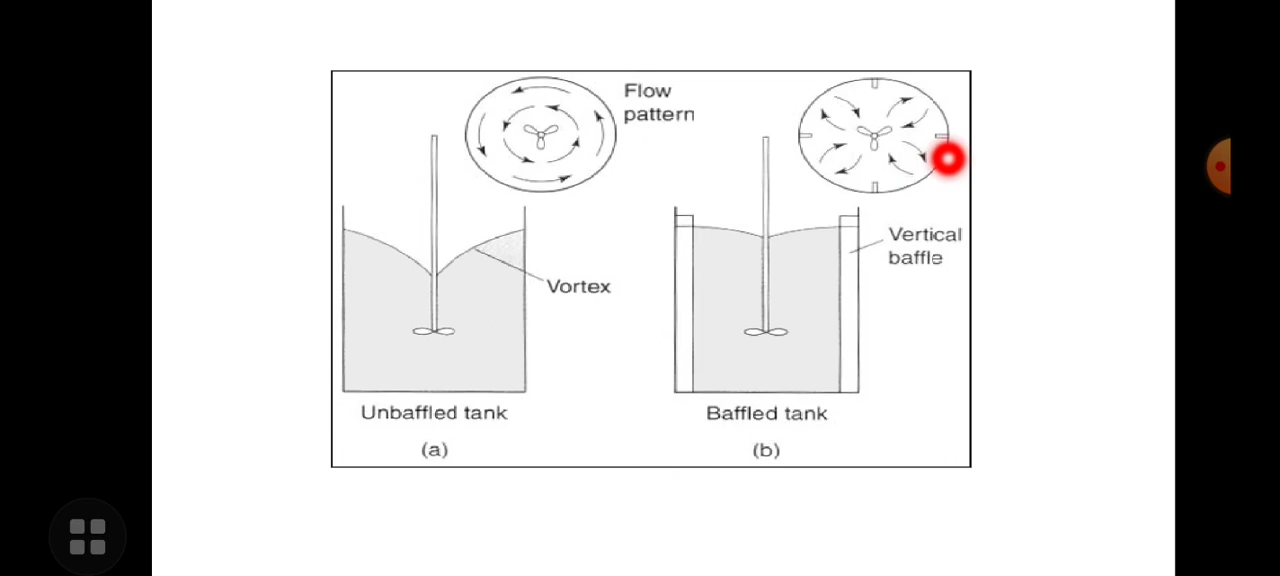 Flow
pattern
Vortex
Vertical
baffle
Unbaffled tank
Baffled tank
(a)
(b)